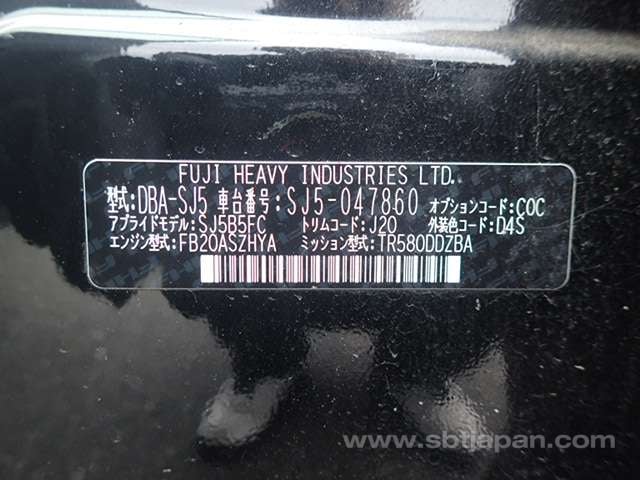 FUJI HEAVY INDUSTRIES LTD.
型式:DBA-SJ5 車台番号:SJ5-047860 オプションコード:COC
アプライドモデル:SJ5B5FC トリムコード:J20 外装色コード:D4S
エンジン型式:FB20ASZHYA ミッション型式:TR580DDZBA
www.sbtjapan.com